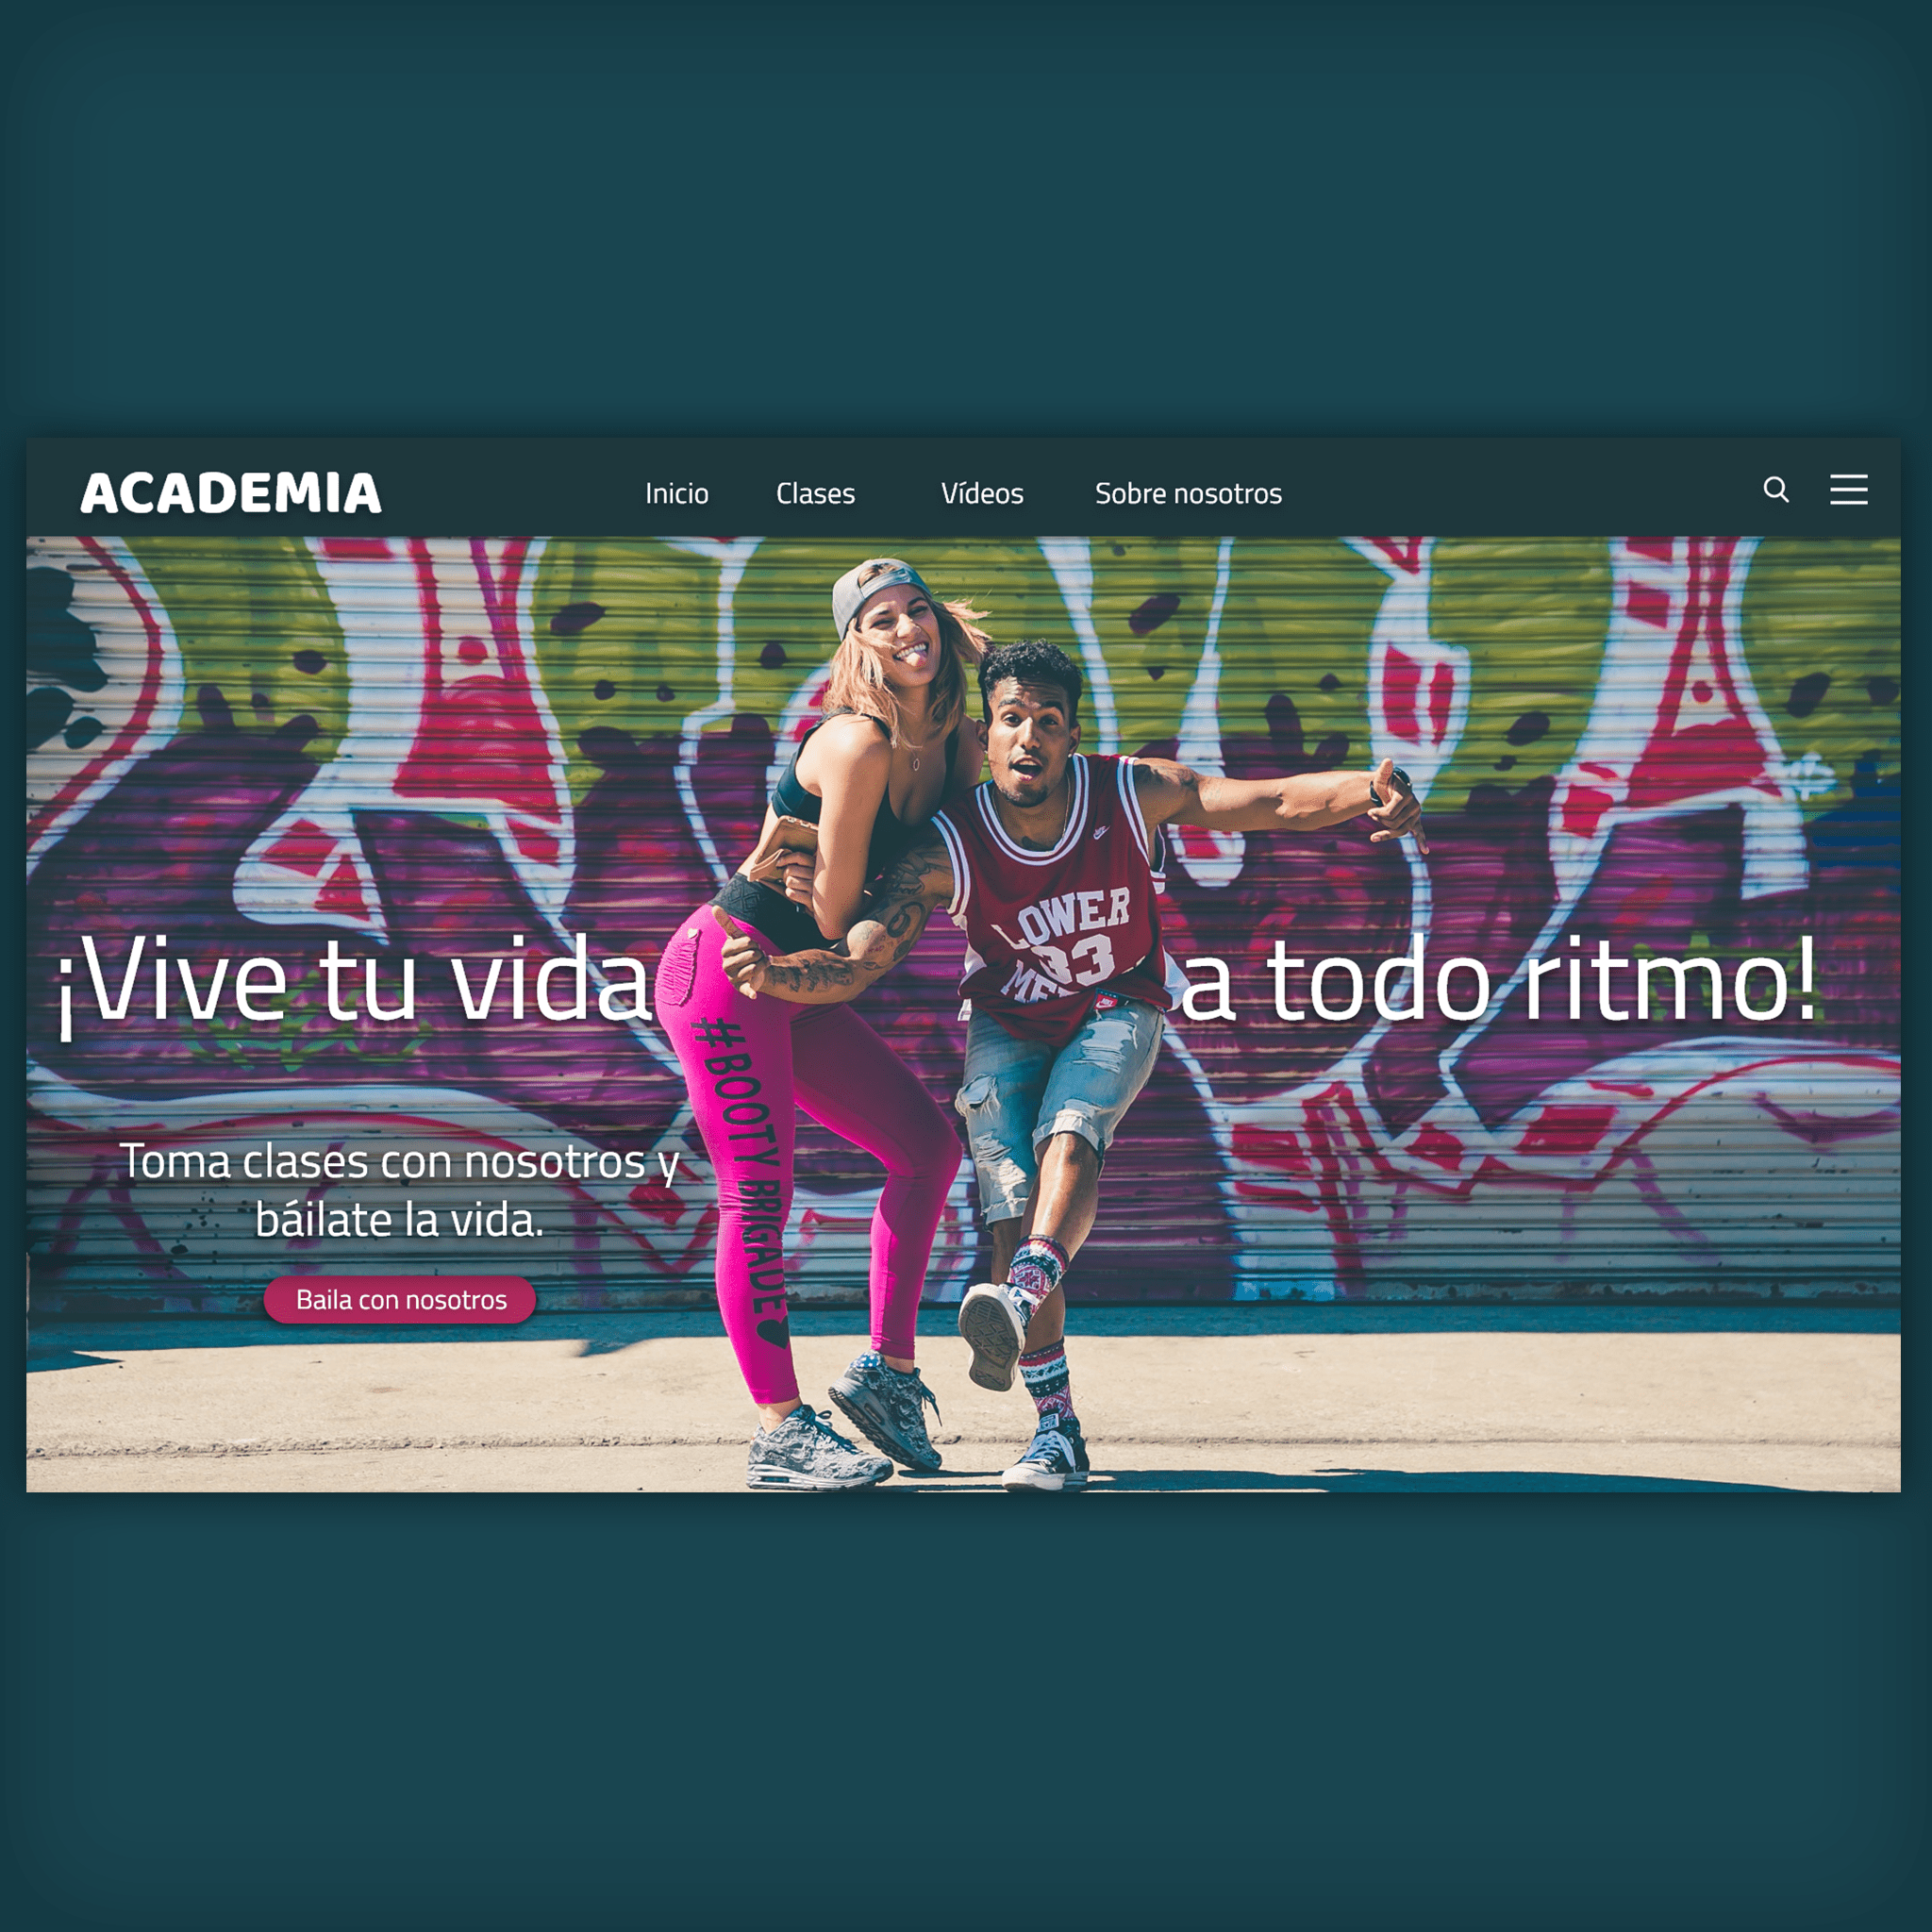 ACADEMIA
Inicio Clases Vídeos Sobre nosotros
¡Vive tu vida a todo ritmo!
LOWER
33
#BOOTY BRIGADE
Toma clases con nosotros y
báilate la vida.
Baila con nosotros